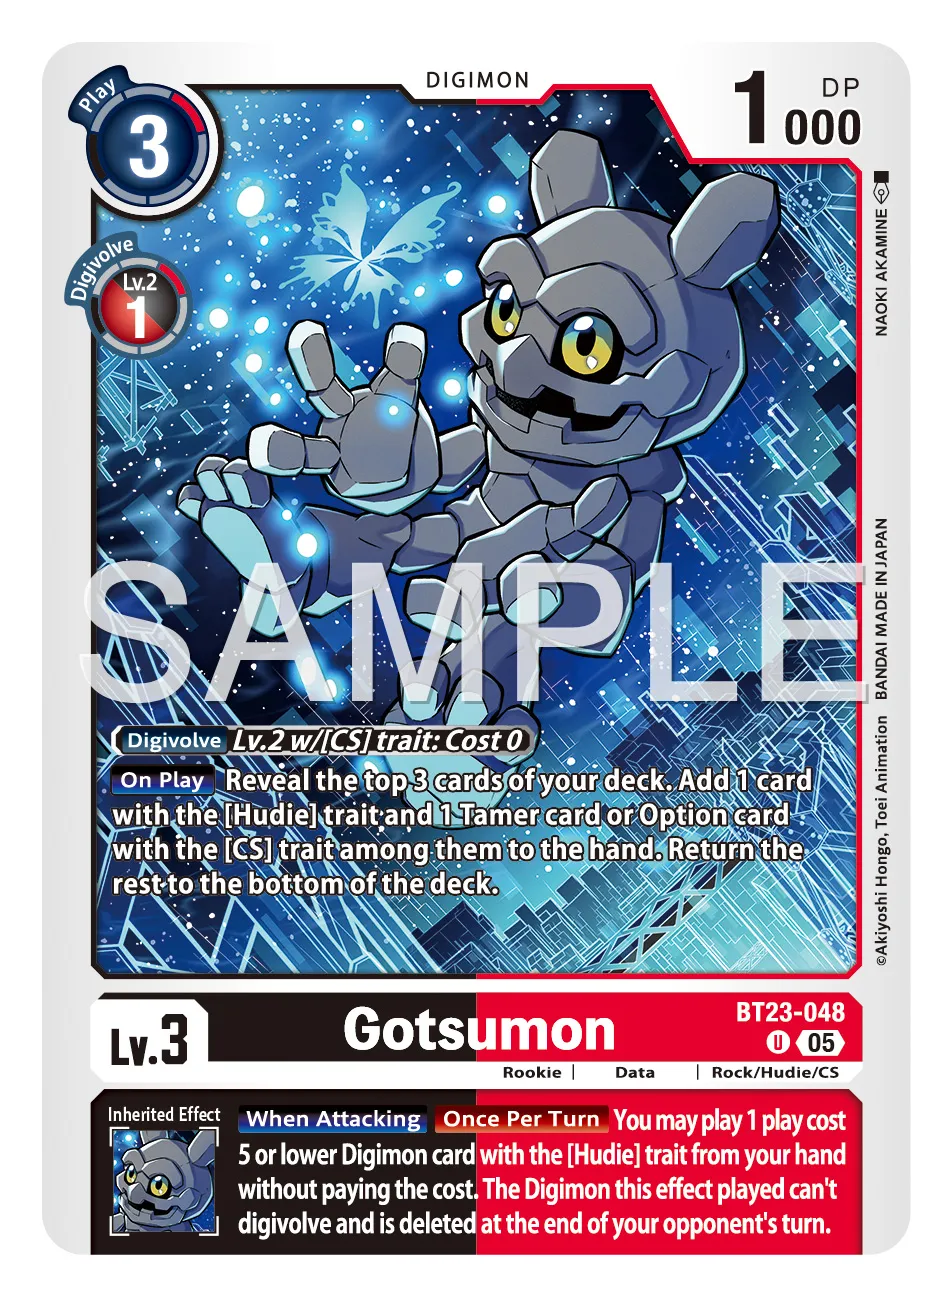 DIGIMON
Play
3
1000
DP
Digivolve
Lv.2
1
NAOKI AKAMINE
SAMPLE
©Akiyoshi Hongo, Toei Animation BANDAI MADE IN JAPAN
Digivolve Lv.2 w/[CS] trait: Cost 0
On Play Reveal the top 3 cards of your deck. Add 1 card
with the [Hudie] trait and 1 Tamer card or Option card
with the [CS] trait among them to the hand. Return the
rest to the bottom of the deck.
Lv.3
Gotsumon
BT23-048
U 05
Rookie | Data | Rock/Hudie/CS
Inherited Effect
When Attacking Once Per Turn You may play 1 play cost
5 or lower Digimon card with the [Hudie] trait from your hand
without paying the cost. The Digimon this effect played can't
digivolve and is deleted at the end of your opponent's turn.